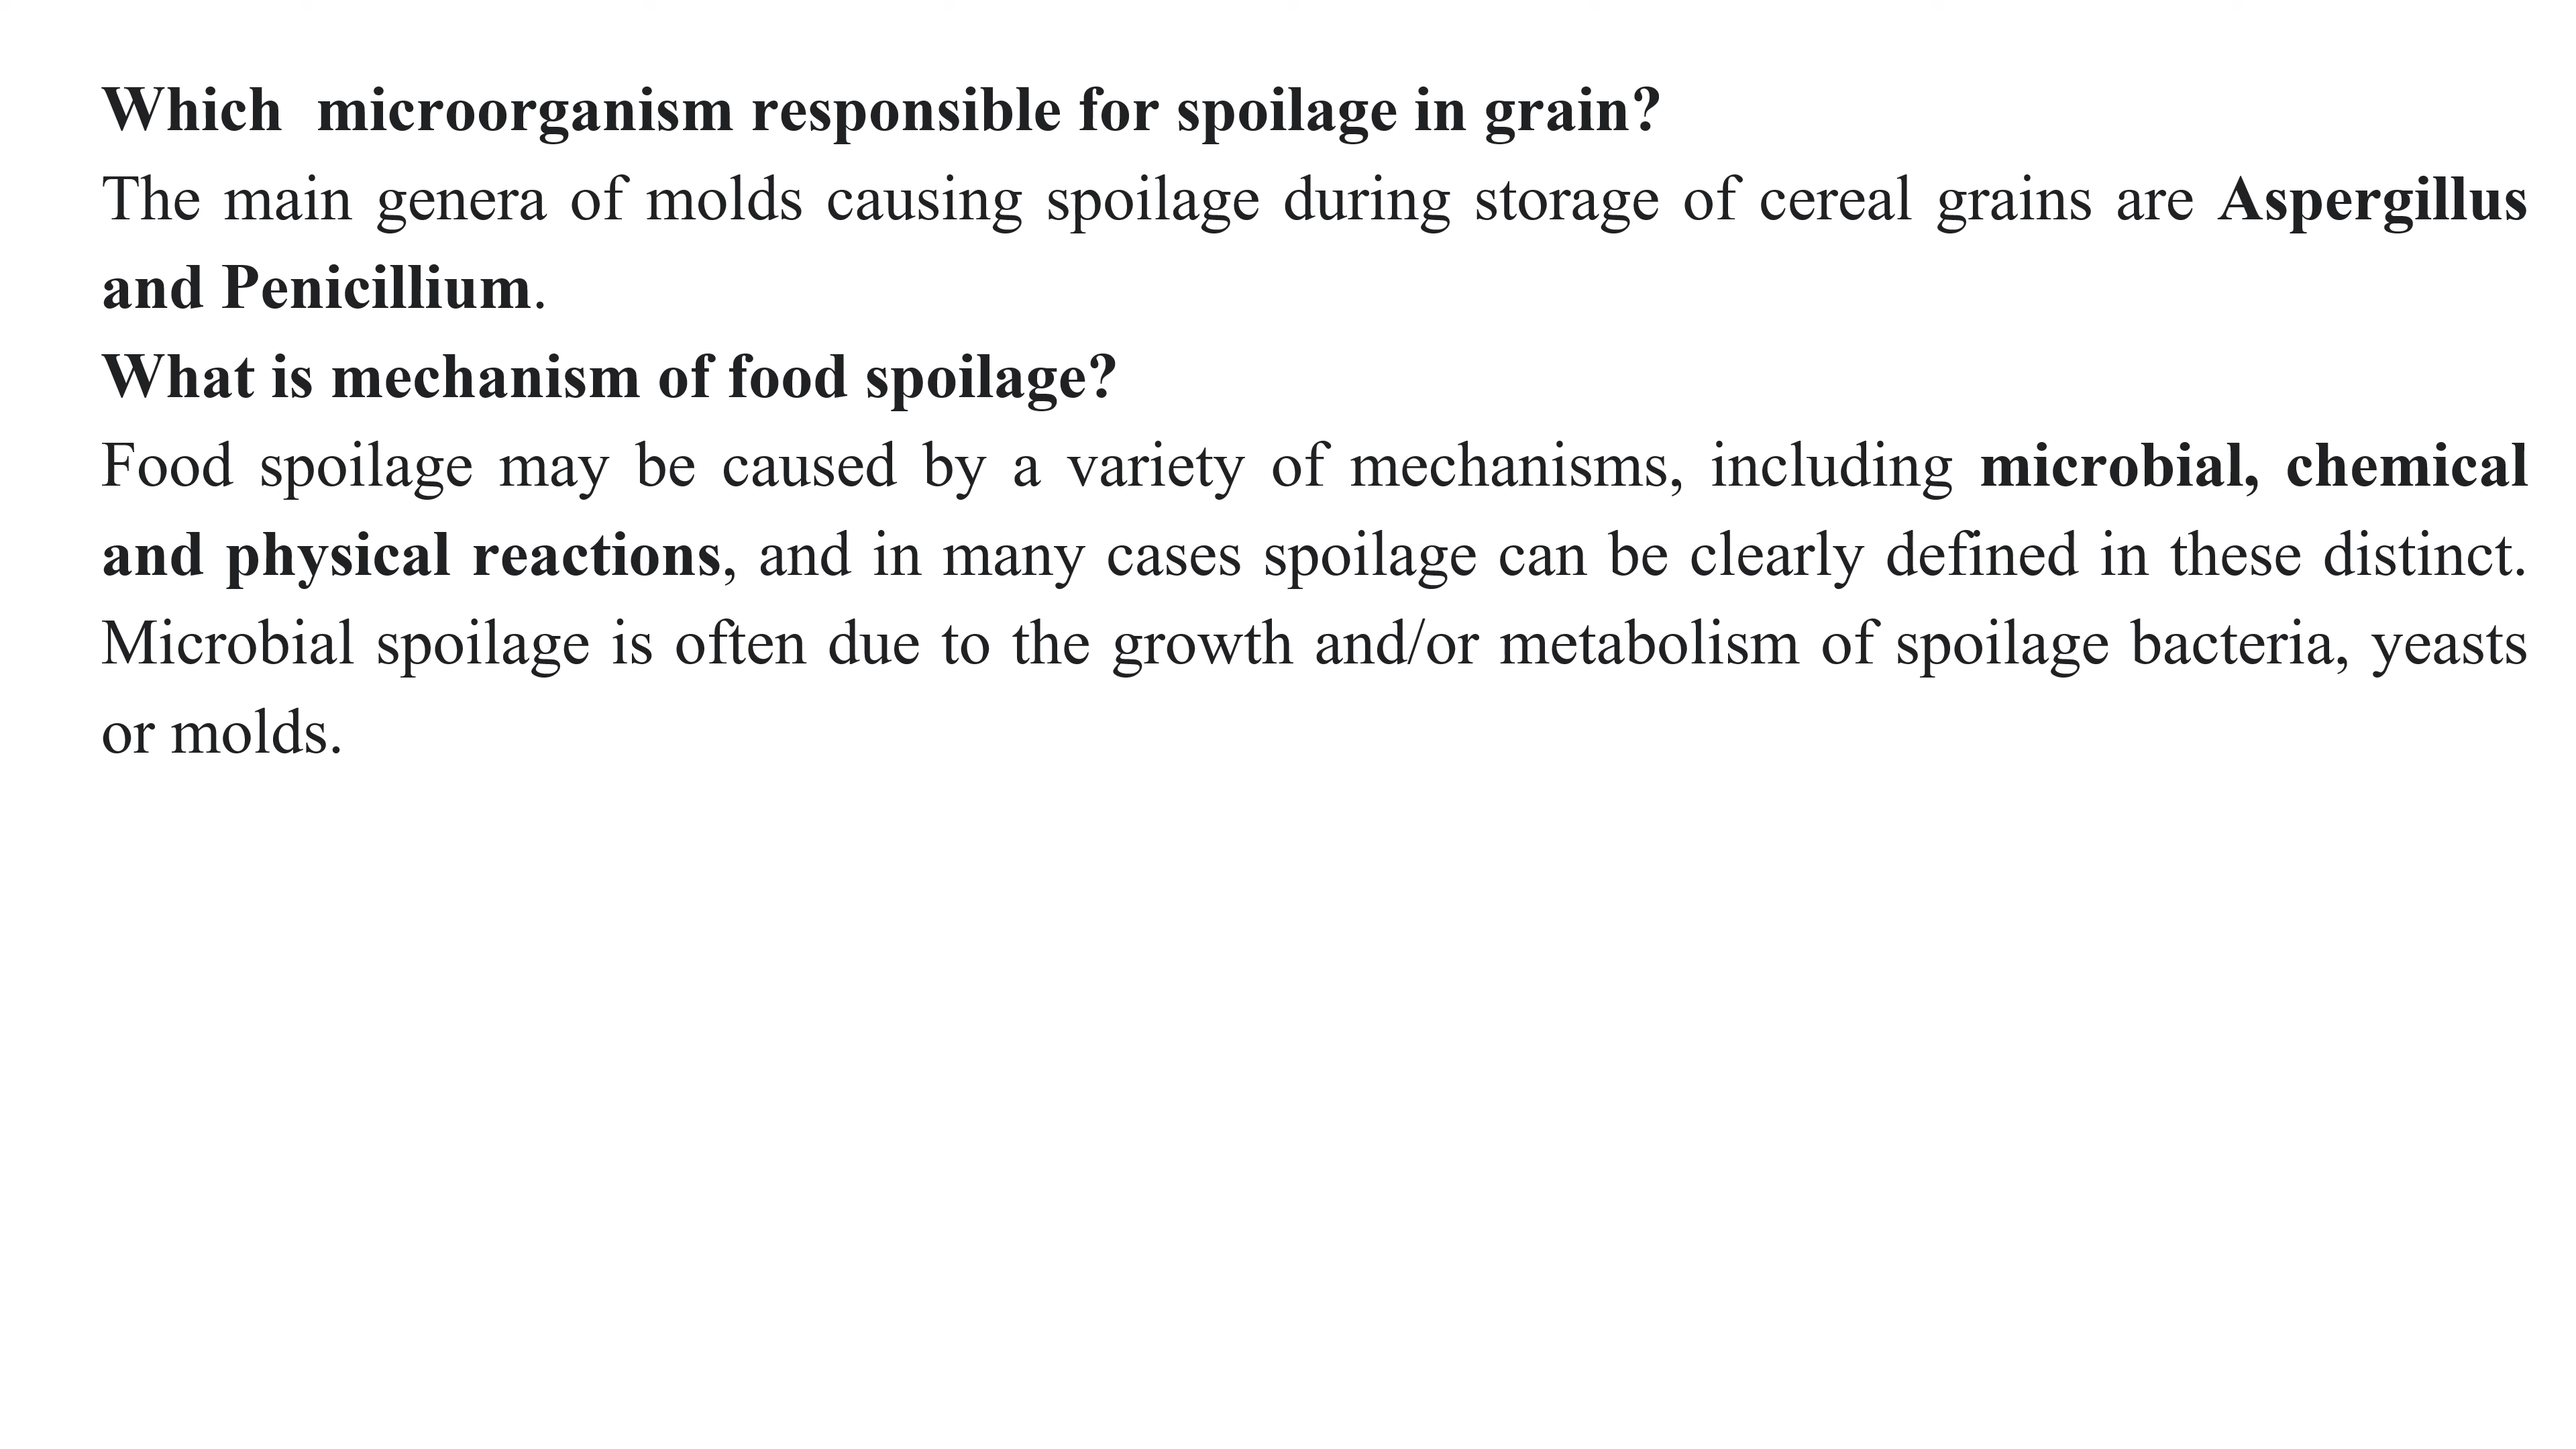 Which  microorganism responsible for spoilage in grain?
The main genera of molds causing spoilage during storage of cereal grains are Aspergillus
and Penicillium.
What is mechanism of food spoilage?
Food spoilage may be caused by a variety of mechanisms, including microbial, chemical
and physical reactions, and in many cases spoilage can be clearly defined in these distinct.
Microbial spoilage is often due to the growth and/or metabolism of spoilage bacteria, yeasts
or molds.